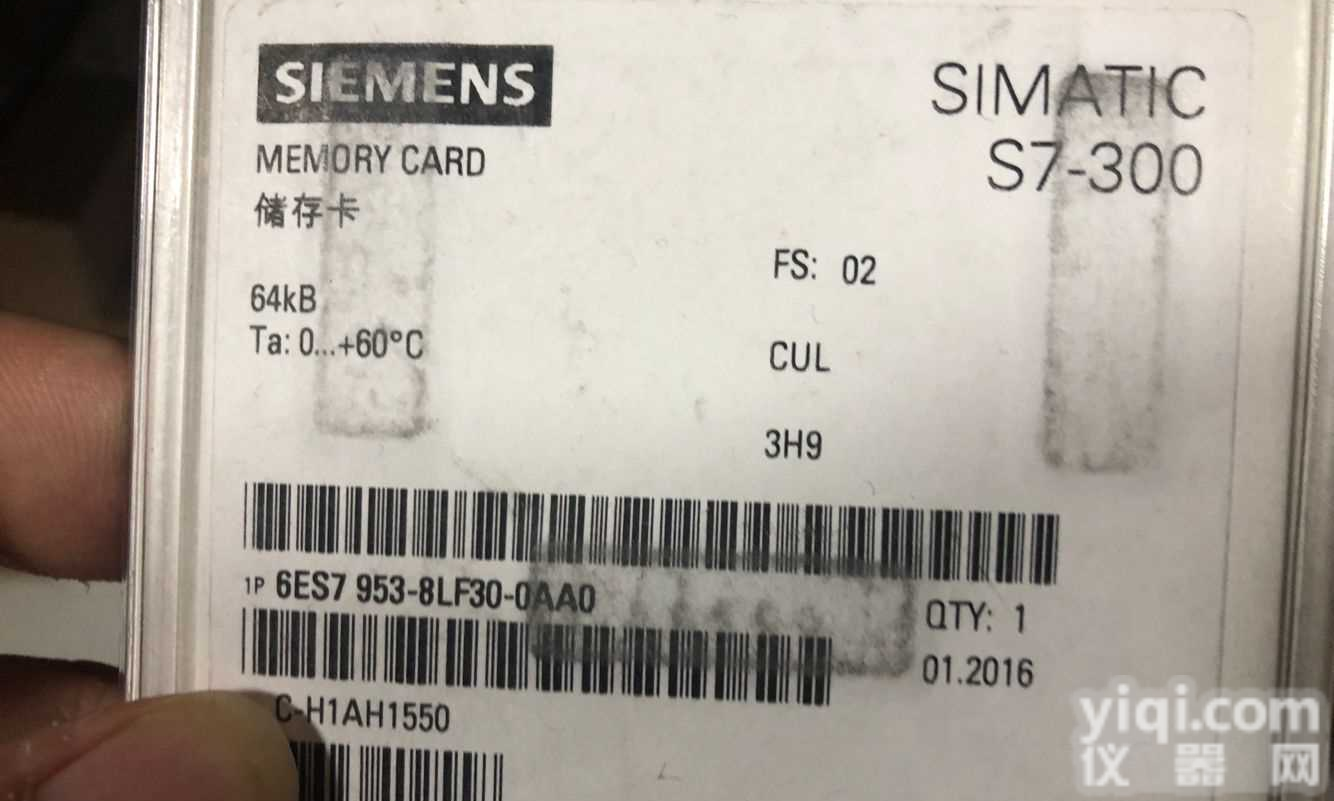 SIEMENS
SIMATIC
S7-300
MEMORY CARD
储存卡
FS: 02
64kB
Ta: 0...+60°C
CUL
3H9
1P 6ES7 953-8LF30-0AA0
QTY: 1
01.2016
C-H1AH1550
yiqi.com
仪器网